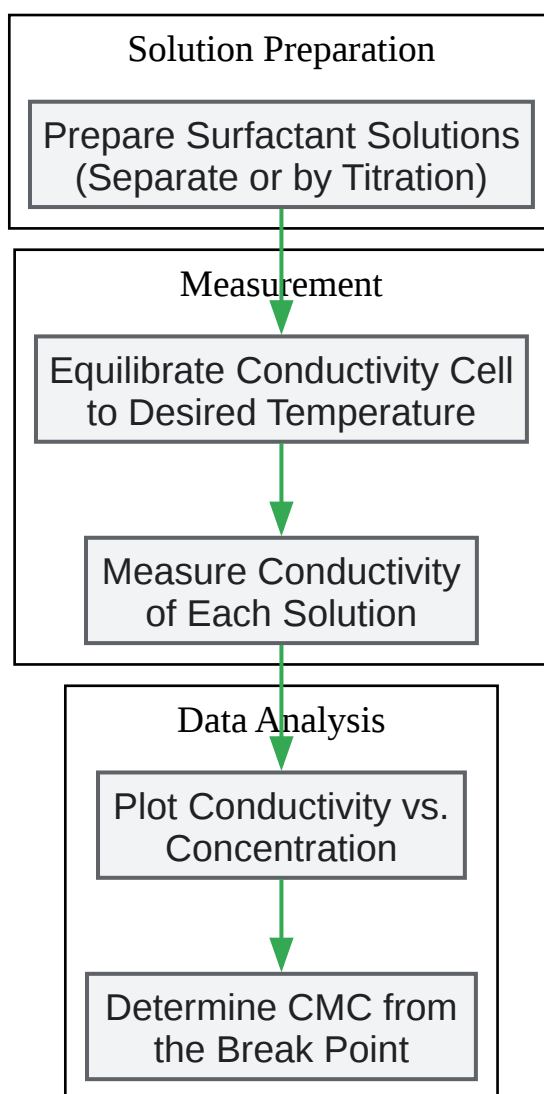 Solution Preparation
Prepare Surfactant Solutions
(Separate or by Titration)
Measurement
Equilibrate Conductivity Cell
to Desired Temperature
Measure Conductivity
of Each Solution
Data Analysis
Plot Conductivity vs.
Concentration
Determine CMC from
the Break Point